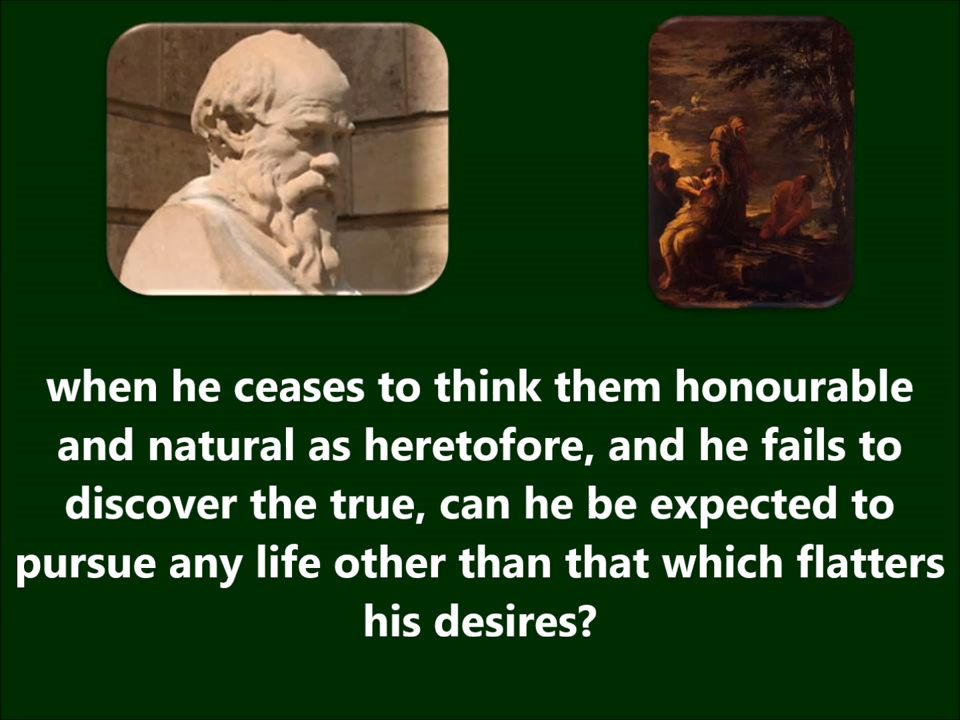 when he ceases to think them honourable
and natural as heretofore, and he fails to
discover the true, can he be expected to
pursue any life other than that which flatters
his desires?